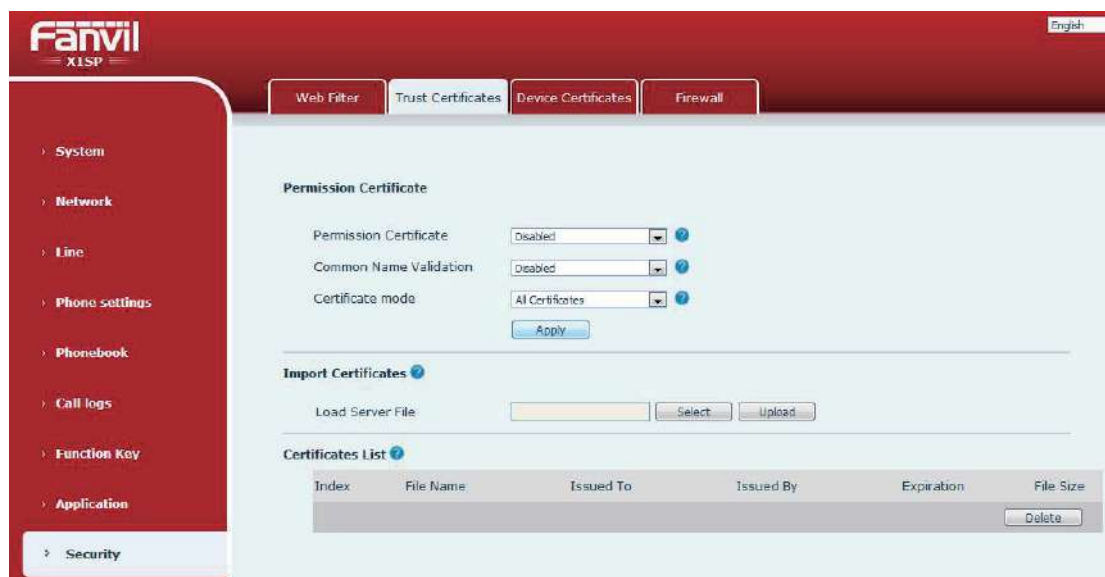 Fanvil
X1SP
English
Web Filter Trust Certificates Device Certificates Firewall
› System
› Network
› Line
› Phone settings
› Phonebook
› Call logs
› Function Key
› Application
› Security
Permission Certificate
Permission Certificate Disabled
Common Name Validation Disabled
Certificate mode All Certificates
Apply
Import Certificates
Load Server File Select Upload
Certificates List
Index File Name Issued To Issued By Expiration File Size
Delete